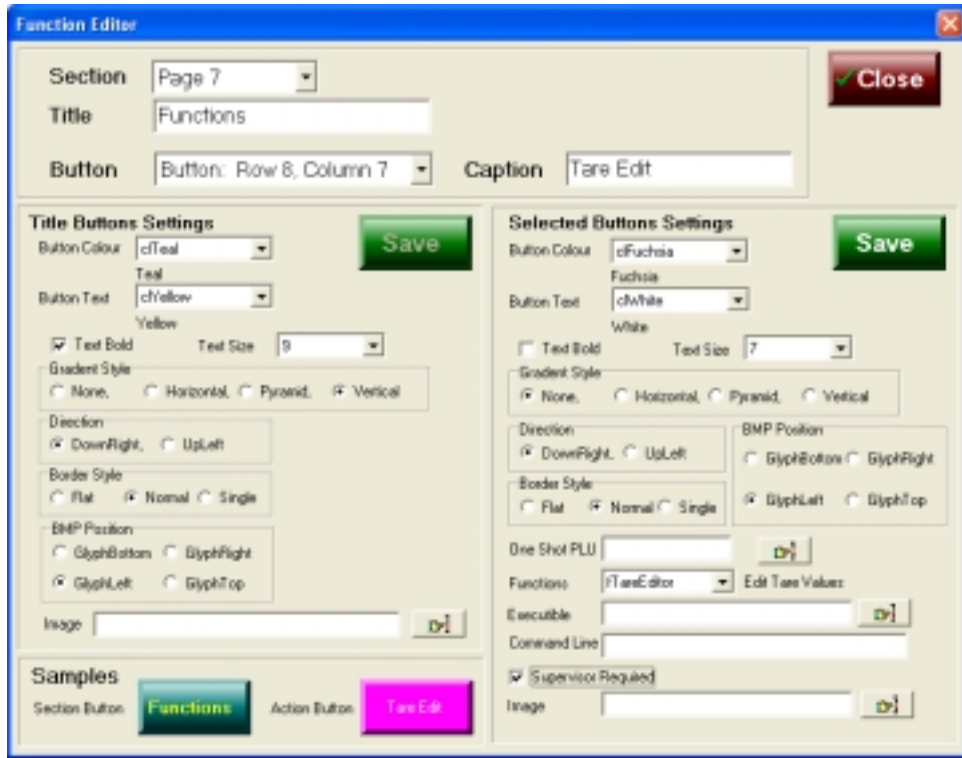 Function Editor
Section Page 7
Close
Title Functions
Button Button: Row 8, Column 7 Caption Tare Edit
Title Buttons Settings
Save
Button Colour clTeal
Teal
Button Text clYellow
Yellow
Text Bold Text Size 9
Gradent Style
None, Horizontal, Pyramid, Vertical
Direction
DownRight, UpLeft
Border Style
Flat Normal Single
BMP Position
GlyphBottom GlyphRight
GlyphLeft GlyphTop
Image
Samples
Section Button Functions Action Button Tare Edit
Selected Buttons Settings
Save
Button Colour clFuchsia
Fuchsia
Button Text clWhite
White
Text Bold Text Size 7
Gradent Style
None, Horizontal, Pyramid, Vertical
Direction
DownRight, UpLeft
BMP Position
GlyphBottom GlyphRight
GlyphLeft GlyphTop
Border Style
Flat Normal Single
One Shot PLU
Functions fTareEditor Edit Tare Values
Executible
Command Line
Supervisor Required
Image